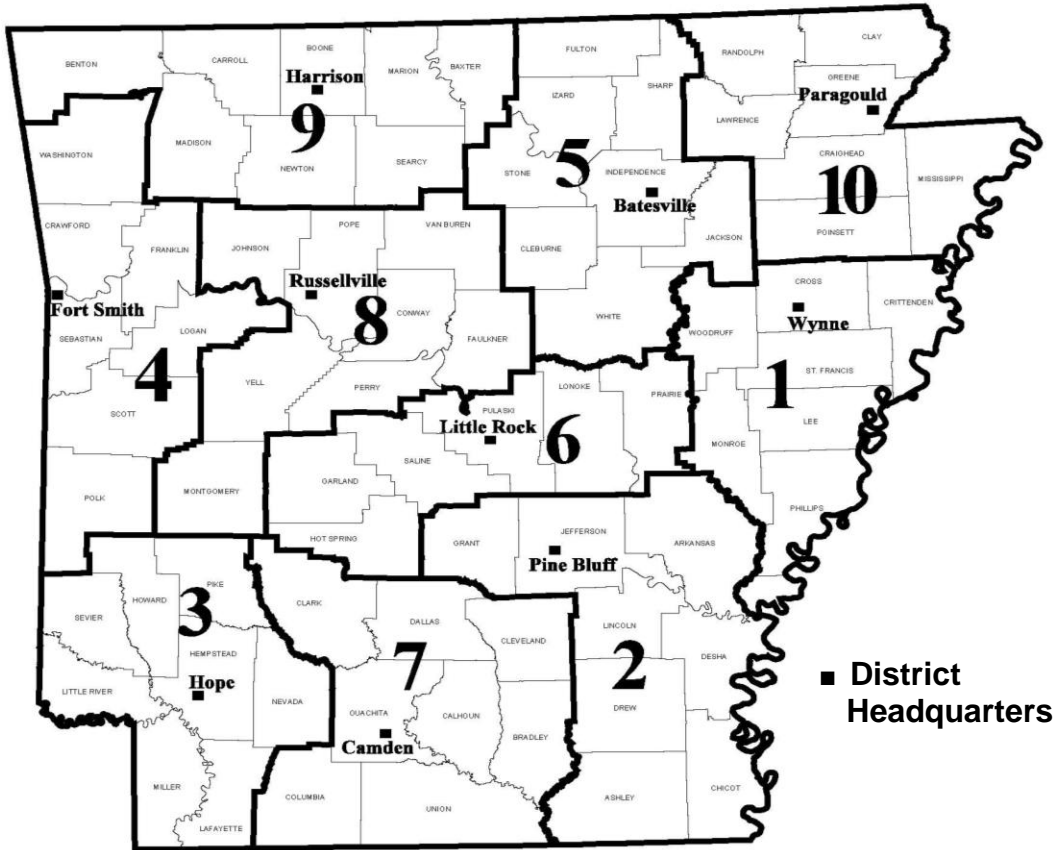 CLAY
BOONE
FULTON
RANDOLPH
CARROLL
BENTON
MARION
BAXTER
Harrison
GREENE
SHARP
Paragould
IZARD
9
LAWRENCE
MADISON
WASHINGTON
5
CRAIGHEAD
SEARCY
NEWTON
STONE
INDEPENDENCE
MISSISSIPPI
10
Batesville
POPE
VAN BUREN
CRAWFORD
POINSETT
JACKSON
JOHNSON
FRANKLIN
CLEBURNE
CROSS
Russellville
CRITTENDEN
Fort Smith
8
CONWAY
WHITE
Wynne
LOGAN
WOODRUFF
SEBASTIAN
FAULKNER
4
ST. FRANCIS
YELL
PERRY
LONOKE
1
PRAIRIE
PULASKI
SCOTT
LEE
Little Rock
6
MONROE
SALINE
GARLAND
MONTGOMERY
POLK
PHILLIPS
JEFFERSON
HOT SPRING
GRANT
ARKANSAS
Pine Bluff
PIKE
HOWARD
CLARK
3
SEVIER
DALLAS
LINCOLN
CLEVELAND
7
2
HEMPSTEAD
DESHA
Hope
District
LITTLE RIVER
NEVADA
DREW
Headquarters
OUACHITA
CALHOUN
BRADLEY
Camden
MILLER
CHICOT
COLUMBIA
ASHLEY
UNION
LAFAYETTE